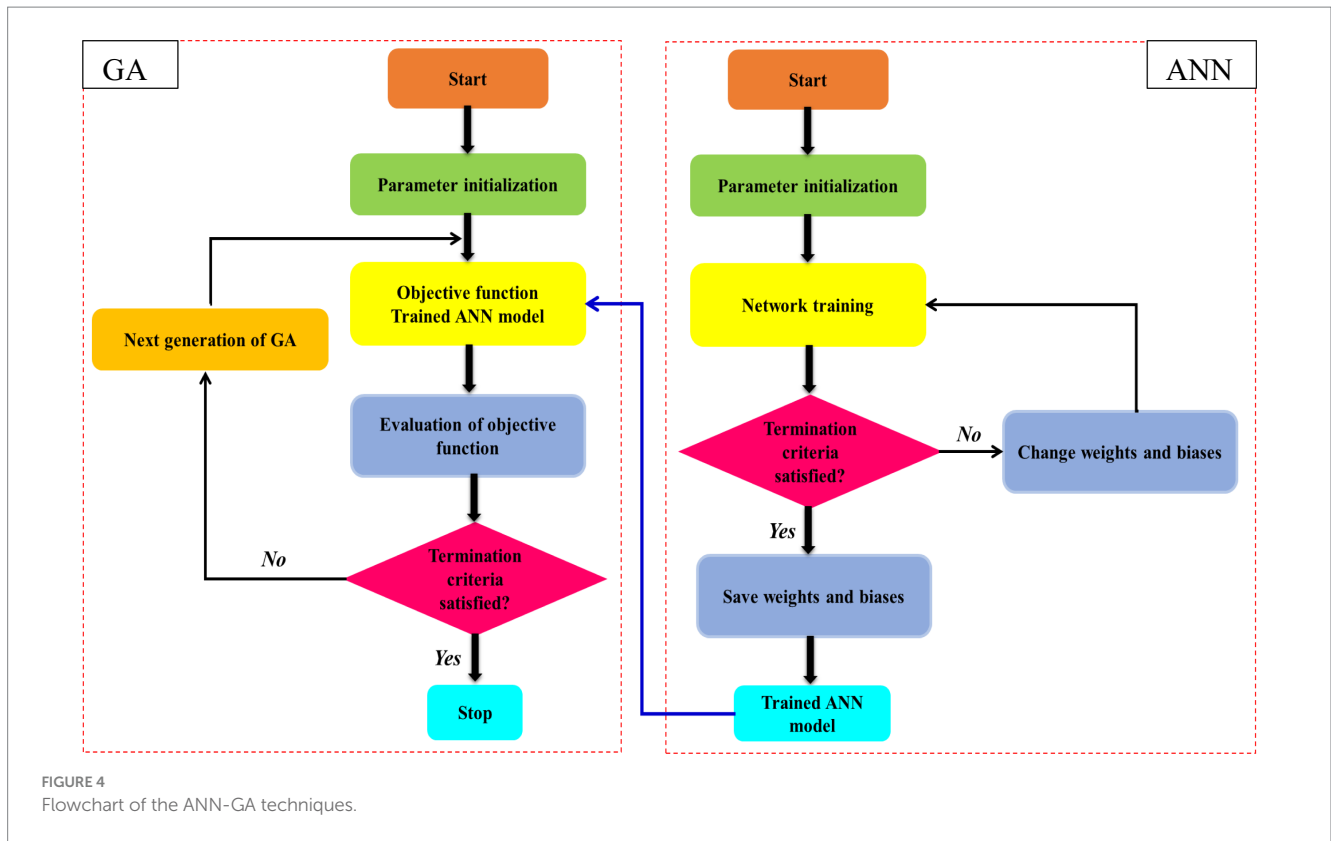 GA
Start
Parameter initialization
Objective function
Trained ANN model
Next generation of GA
Evaluation of objective
function
Termination
criteria
satisfied?
No
Yes
Stop
ANN
Start
Parameter initialization
Network training
Termination
criteria
satisfied?
No
Change weights and biases
Yes
Save weights and biases
Trained ANN
model
FIGURE 4
Flowchart of the ANN-GA techniques.